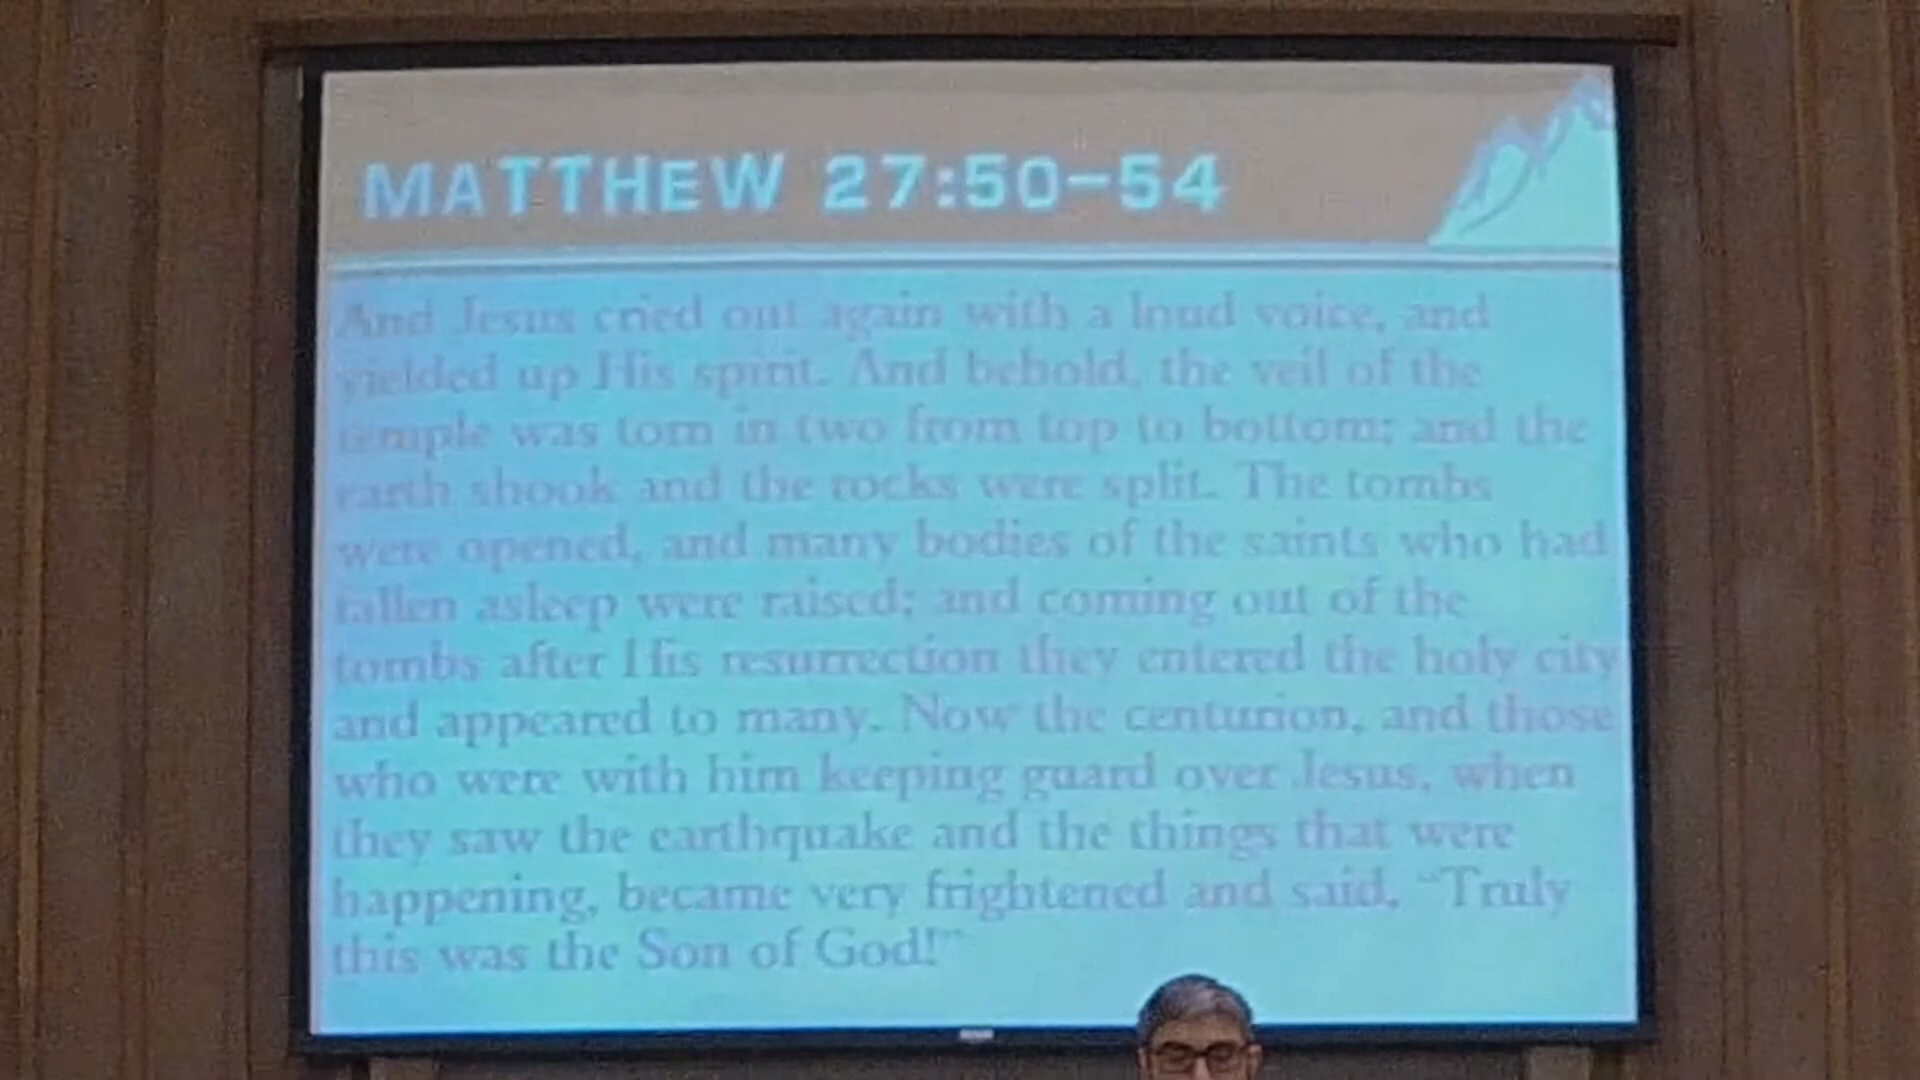 MATTHEW 27:50-54
And Jesus cried out again with a loud voice, and
yielded up His spirit. And behold, the veil of the
temple was torn in two from top to bottom; and the
earth shook and the rocks were split. The tombs
were opened, and many bodies of the saints who had
fallen asleep were raised; and coming out of the
tombs after His resurrection they entered the holy city
and appeared to many. Now the centurion, and those
who were with him keeping guard over Jesus, when
they saw the earthquake and the things that were
happening, became very frightened and said, “Truly
this was the Son of God!”